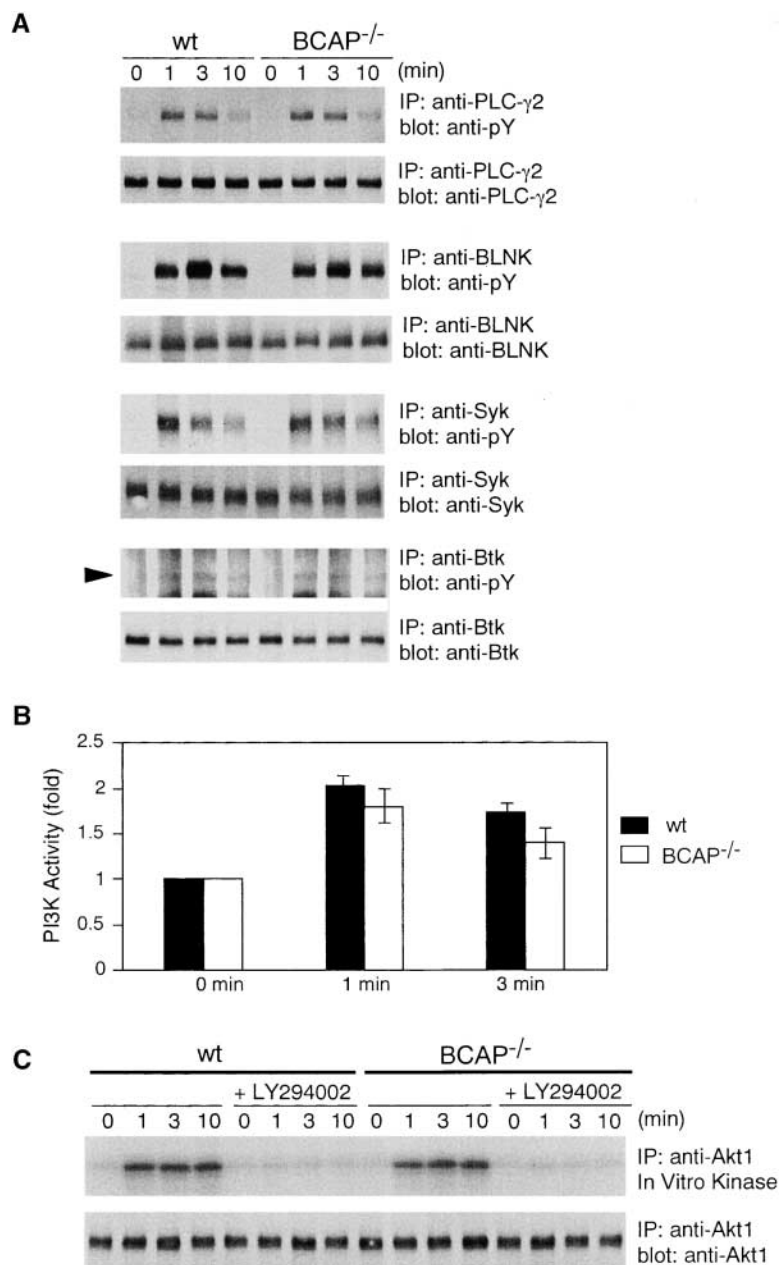 A
wt BCAP-/-
0 1 3 10 0 1 3 10 (min)
IP: anti-PLC-γ2
blot: anti-pY
IP: anti-PLC-γ2
blot: anti-PLC-γ2
IP: anti-BLNK
blot: anti-pY
IP: anti-BLNK
blot: anti-BLNK
IP: anti-Syk
blot: anti-pY
IP: anti-Syk
blot: anti-Syk
IP: anti-Btk
blot: anti-pY
IP: anti-Btk
blot: anti-Btk
B
PI3K Activity (fold)
2.5
2
1.5
1
0.5
0
0 min 1 min 3 min
wt
BCAP-/-
C
wt BCAP-/-
+ LY294002 + LY294002
0 1 3 10 0 1 3 10 0 1 3 10 0 1 3 10 (min)
IP: anti-Akt1
In Vitro Kinase
IP: anti-Akt1
blot: anti-Akt1